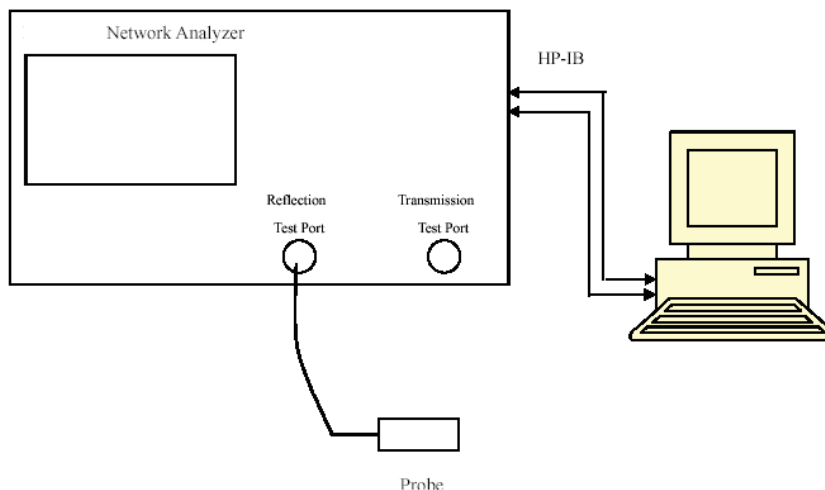 Network Analyzer
HP-IB
Reflection
Test Port
Transmission
Test Port
Probe